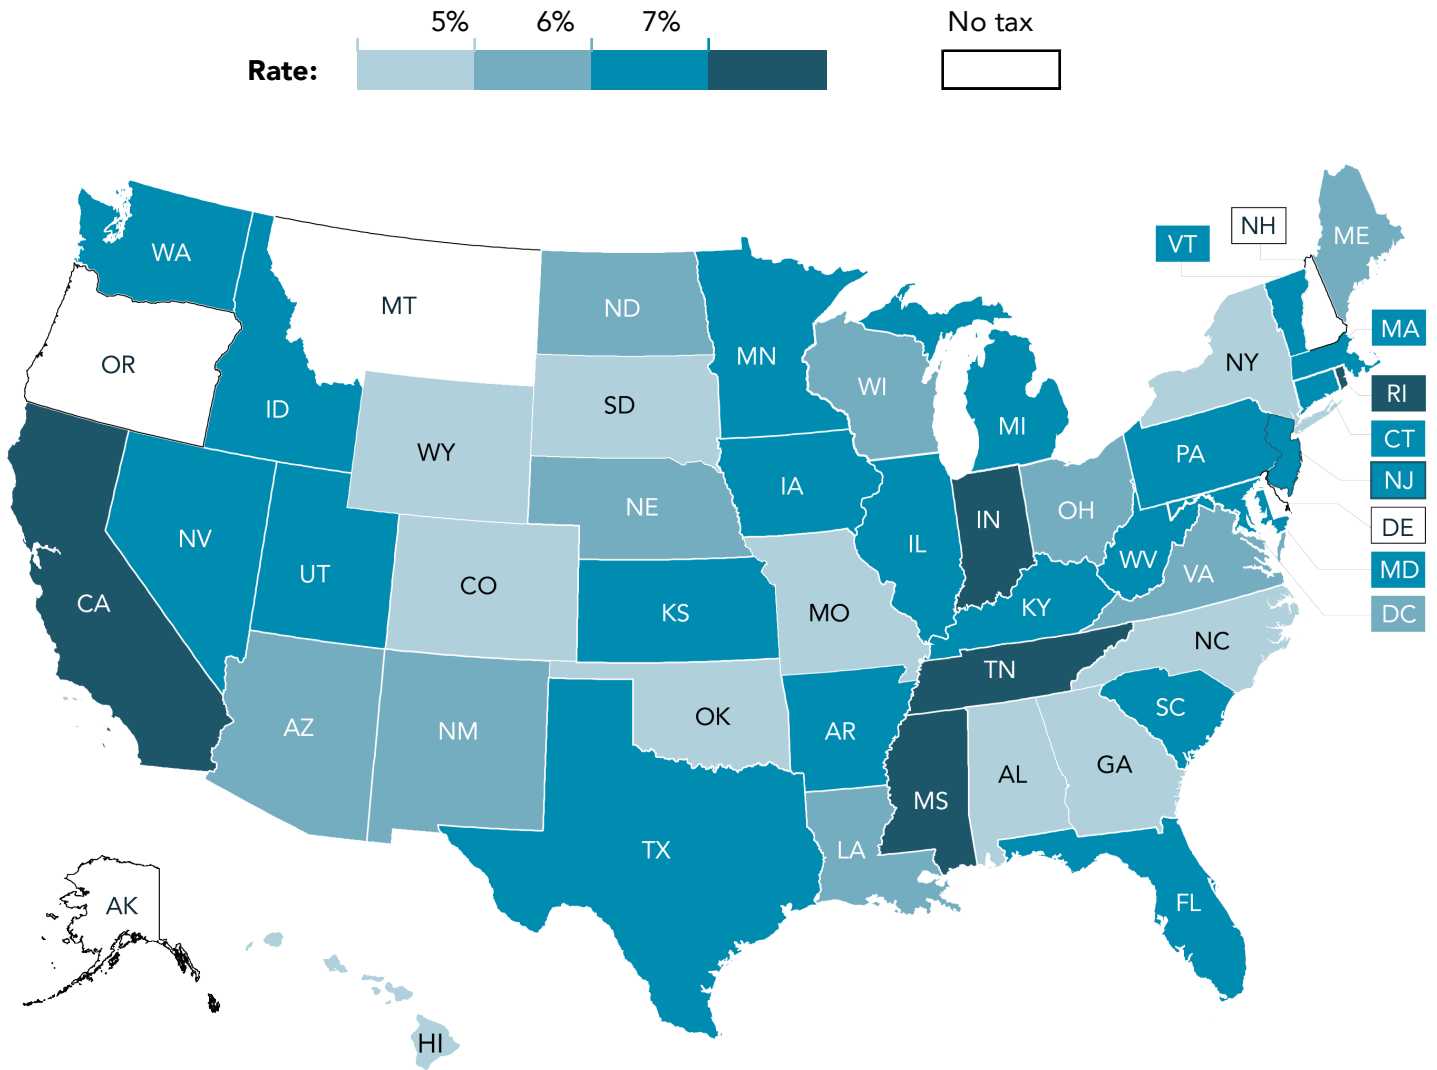 5% 6% 7% No tax
Rate:
NH
VT
ME
WA
MT
ND
MA
OR
MN
NY
WI
RI
ID
SD
MI
CT
WY
PA
NJ
IA
NE
IN
OH
DE
NV
IL
WV
UT
MD
VA
CO
CA
KS
MO
KY
DC
NC
TN
SC
AZ
NM
OK
AR
GA
AL
MS
TX
LA
AK
FL
HI